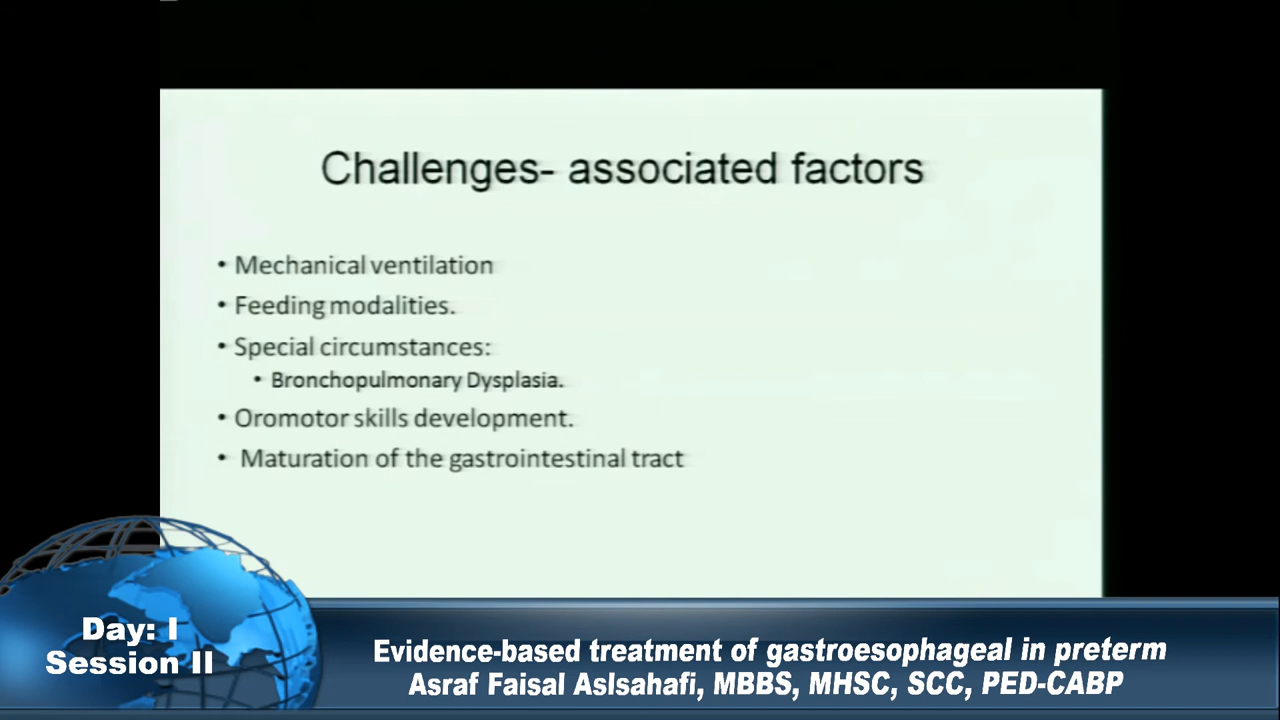 Challenges- associated factors
• Mechanical ventilation
• Feeding modalities.
• Special circumstances:
• Bronchopulmonary Dysplasia.
• Oromotor skills development.
• Maturation of the gastrointestinal tract
Day: I
Session II
Evidence-based treatment of gastroesophageal in preterm
Asraf Faisal Aslsahafi, MBBS, MHSC, SCC, PED-CABP